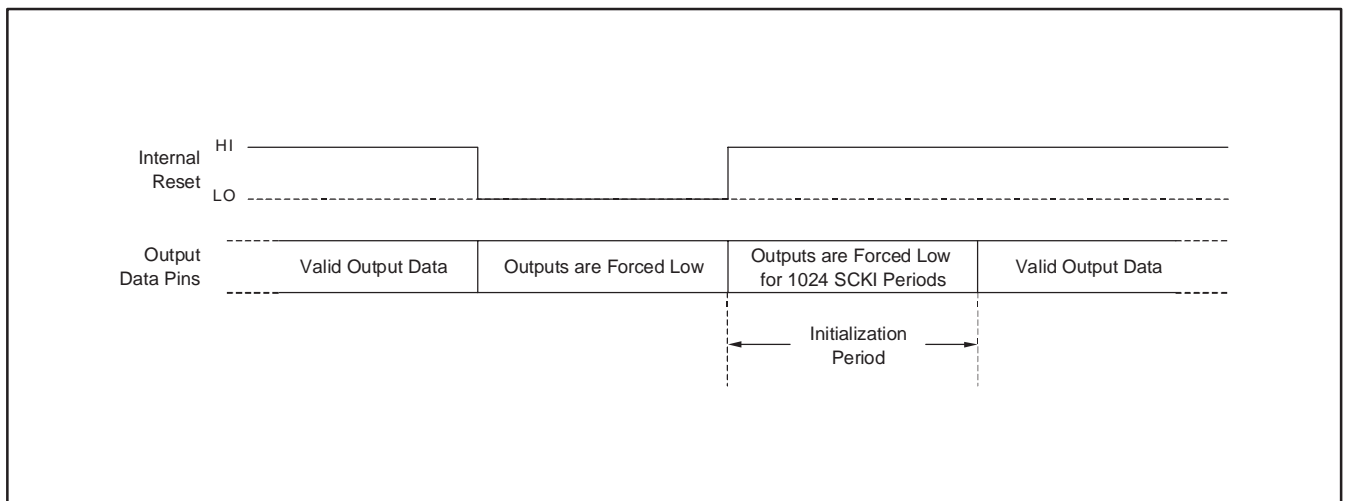 HI
Internal
Reset
LO
Output
Data Pins
Valid Output Data
Outputs are Forced Low
Outputs are Forced Low
for 1024 SCKI Periods
Valid Output Data
Initialization
Period